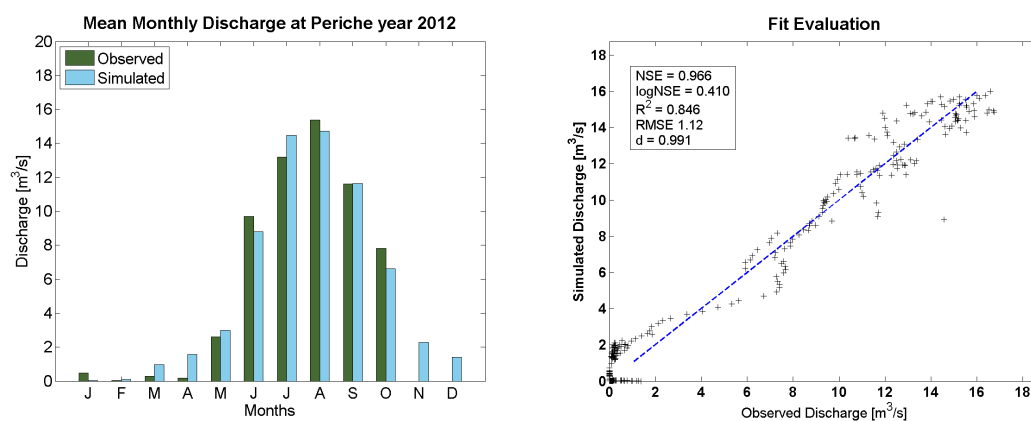 Mean Monthly Discharge at Periche year 2012
Discharge [m³/s]
20
18
16
14
12
10
8
6
4
2
0
Observed
Simulated
J F M A M J J A S O N D
Months
Fit Evaluation
Simulated Discharge [m³/s]
18
16
14
12
10
8
6
4
2
0
NSE = 0.966
logNSE = 0.410
R² = 0.846
RMSE 1.12
d = 0.991
0 2 4 6 8 10 12 14 16 18
Observed Discharge [m³/s]